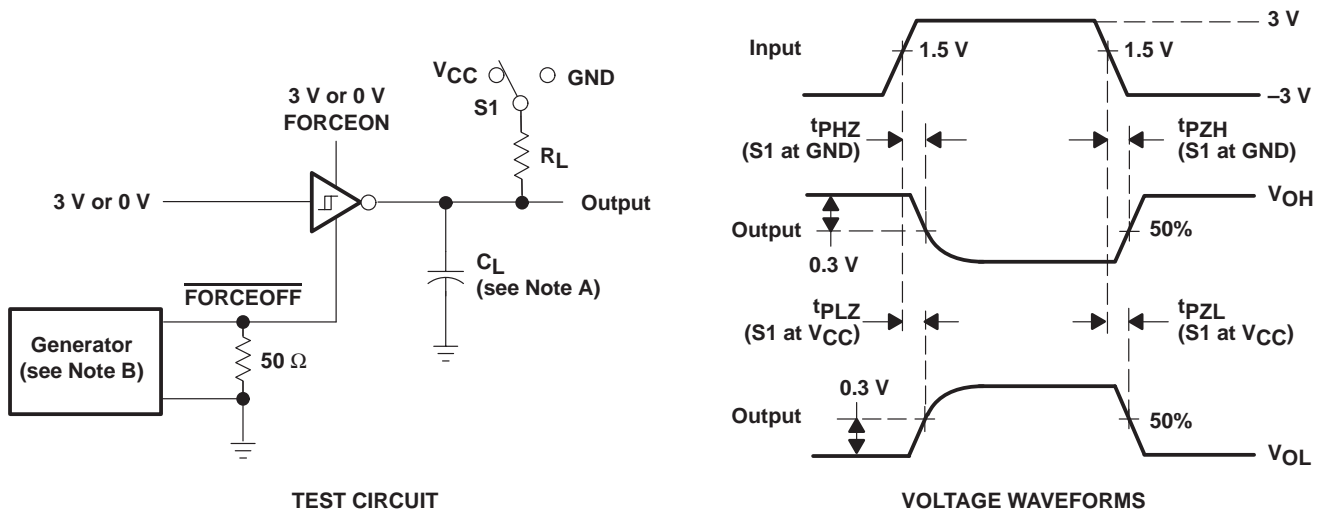 3 V or 0 V
FORCEON
VCC
GND
S1
RL
3 V or 0 V
Output
CL
(see Note A)
FORCEOFF
Generator
(see Note B)
50 Ω
TEST CIRCUIT
Input
3 V
1.5 V
1.5 V
–3 V
tPHZ
(S1 at GND)
tPZH
(S1 at GND)
VOH
Output
50%
0.3 V
tPLZ
(S1 at VCC)
tPZL
(S1 at VCC)
0.3 V
Output
50%
VOL
VOLTAGE WAVEFORMS